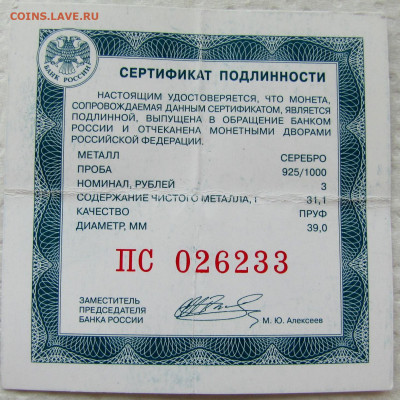 COINS.LAVE.RU
БАНК РОССИИ
СЕРТИФИКАТ ПОДЛИННОСТИ
НАСТОЯЩИМ УДОСТОВЕРЯЕТСЯ, ЧТО МОНЕТА,
СОПРОВОЖДАЕМАЯ ДАННЫМ СЕРТИФИКАТОМ, ЯВЛЯЕТСЯ
ПОДЛИННОЙ, ВЫПУЩЕНА В ОБРАЩЕНИЕ БАНКОМ
РОССИИ И ОТЧЕКАНЕНА МОНЕТНЫМИ ДВОРАМИ
РОССИЙСКОЙ ФЕДЕРАЦИИ.
МЕТАЛЛ СЕРЕБРО
ПРОБА 925/1000
НОМИНАЛ, РУБЛЕЙ 3
СОДЕРЖАНИЕ ЧИСТОГО МЕТАЛЛА, Г 31,1
КАЧЕСТВО ПРУФ
ДИАМЕТР, ММ 39,0
ПС 026233
ЗАМЕСТИТЕЛЬ
ПРЕДСЕДАТЕЛЯ
БАНКА РОССИИ М. Ю. Алексеев